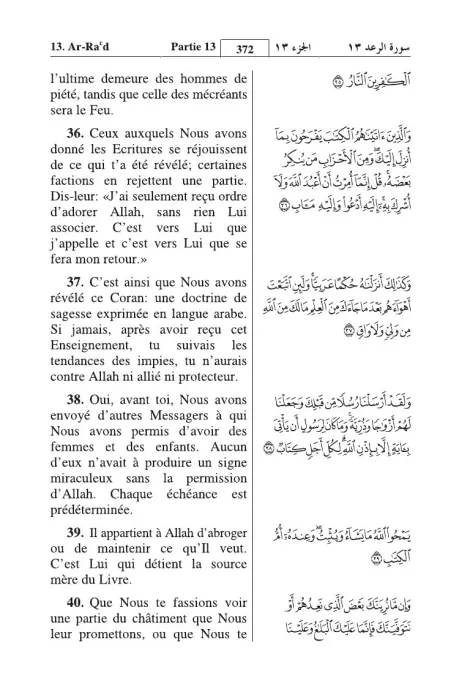 13. Ar-Raʿd Partie 13 372 الجزء ١٣ سورة الرعد ١٣
l'ultime demeure des hommes de
piété, tandis que celle des mécréants
sera le Feu.
36. Ceux auxquels Nous avons
donné les Ecritures se réjouissent
de ce qui t'a été révélé; certaines
factions en rejettent une partie.
Dis-leur: «J'ai seulement reçu ordre
d'adorer Allah, sans rien Lui
associer. C'est vers Lui que
j'appelle et c'est vers Lui que se
fera mon retour.»
37. C'est ainsi que Nous avons
révélé ce Coran: une doctrine de
sagesse exprimée en langue arabe.
Si jamais, après avoir reçu cet
Enseignement, tu suivais les
tendances des impies, tu n'aurais
contre Allah ni allié ni protecteur.
38. Oui, avant toi, Nous avons
envoyé d'autres Messagers à qui
Nous avons permis d'avoir des
femmes et des enfants. Aucun
d'eux n'avait à produire un signe
miraculeux sans la permission
d'Allah. Chaque échéance est
prédéterminée.
39. Il appartient à Allah d'abroger
ou de maintenir ce qu'Il veut.
C'est Lui qui détient la source
mère du Livre.
40. Que Nous te fassions voir
une partie du châtiment que Nous
leur promettons, ou que Nous te
ٱلْكَٰفِرِينَ ٱلنَّارُ ٣٥
وَٱلَّذِينَ ءَاتَيْنَٰهُمُ ٱلْكِتَٰبَ يَفْرَحُونَ بِمَآ
أُنزِلَ إِلَيْكَ ۖ وَمِنَ ٱلْأَحْزَابِ مَن يُنكِرُ
بَعْضَهُۥ ۚ قُلْ إِنَّمَآ أُمِرْتُ أَنْ أَعْبُدَ ٱللَّهَ وَلَآ
أُشْرِكَ بِهِۦٓ ۚ إِلَيْهِ أَدْعُوا۟ وَإِلَيْهِ مَـَٔابِ ٣٦
وَكَذَٰلِكَ أَنزَلْنَٰهُ حُكْمًا عَرَبِيًّا ۚ وَلَئِنِ ٱتَّبَعْتَ
أَهْوَآءَهُم بَعْدَ مَا جَآءَكَ مِنَ ٱلْعِلْمِ مَا لَكَ مِنَ ٱللَّهِ
مِن وَلِىٍّ وَلَا وَاقٍ ٣٧
وَلَقَدْ أَرْسَلْنَا رُسُلًا مِّن قَبْلِكَ وَجَعَلْنَا
لَهُمْ أَزْوَٰجًا وَذُرِّيَّةً ۚ وَمَا كَانَ لِرَسُولٍ أَن يَأْتِىَ
بِـَٔايَةٍ إِلَّا بِإِذْنِ ٱللَّهِ ۗ لِكُلِّ أَجَلٍ كِتَابٌ ٣٨
يَمْحُوا۟ ٱللَّهُ مَا يَشَآءُ وَيُثْبِتُ ۖ وَعِندَهُۥٓ أُمُّ
ٱلْكِتَٰبِ ٣٩
وَإِن مَّا نُرِيَنَّكَ بَعْضَ ٱلَّذِى نَعِدُهُمْ أَوْ
نَتَوَفَّيَنَّكَ فَإِنَّمَا عَلَيْكَ ٱلْبَلَٰغُ وَعَلَيْنَا